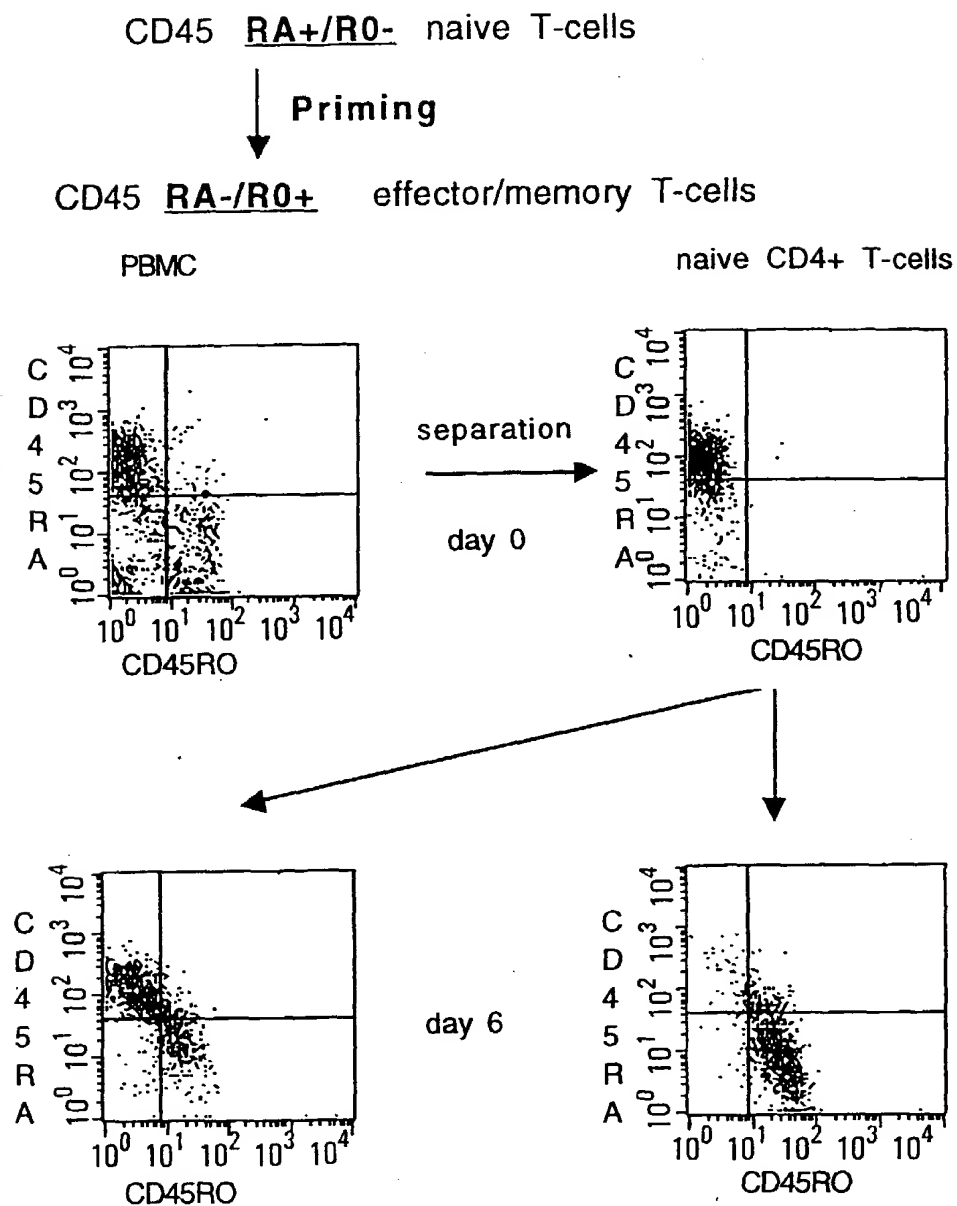 CD45 RA+/R0- naive T-cells
Priming
CD45 RA-/R0+ effector/memory T-cells
PBMC
naive CD4+ T-cells
CD45RA
10^0 10^1 10^2 10^3 10^4
10^0 10^1 10^2 10^3 10^4
CD45RO
separation
day 0
CD45RA
10^0 10^1 10^2 10^3 10^4
10^0 10^1 10^2 10^3 10^4
CD45RO
CD45RA
10^0 10^1 10^2 10^3 10^4
10^0 10^1 10^2 10^3 10^4
CD45RO
day 6
CD45RA
10^0 10^1 10^2 10^3 10^4
10^0 10^1 10^2 10^3 10^4
CD45RO